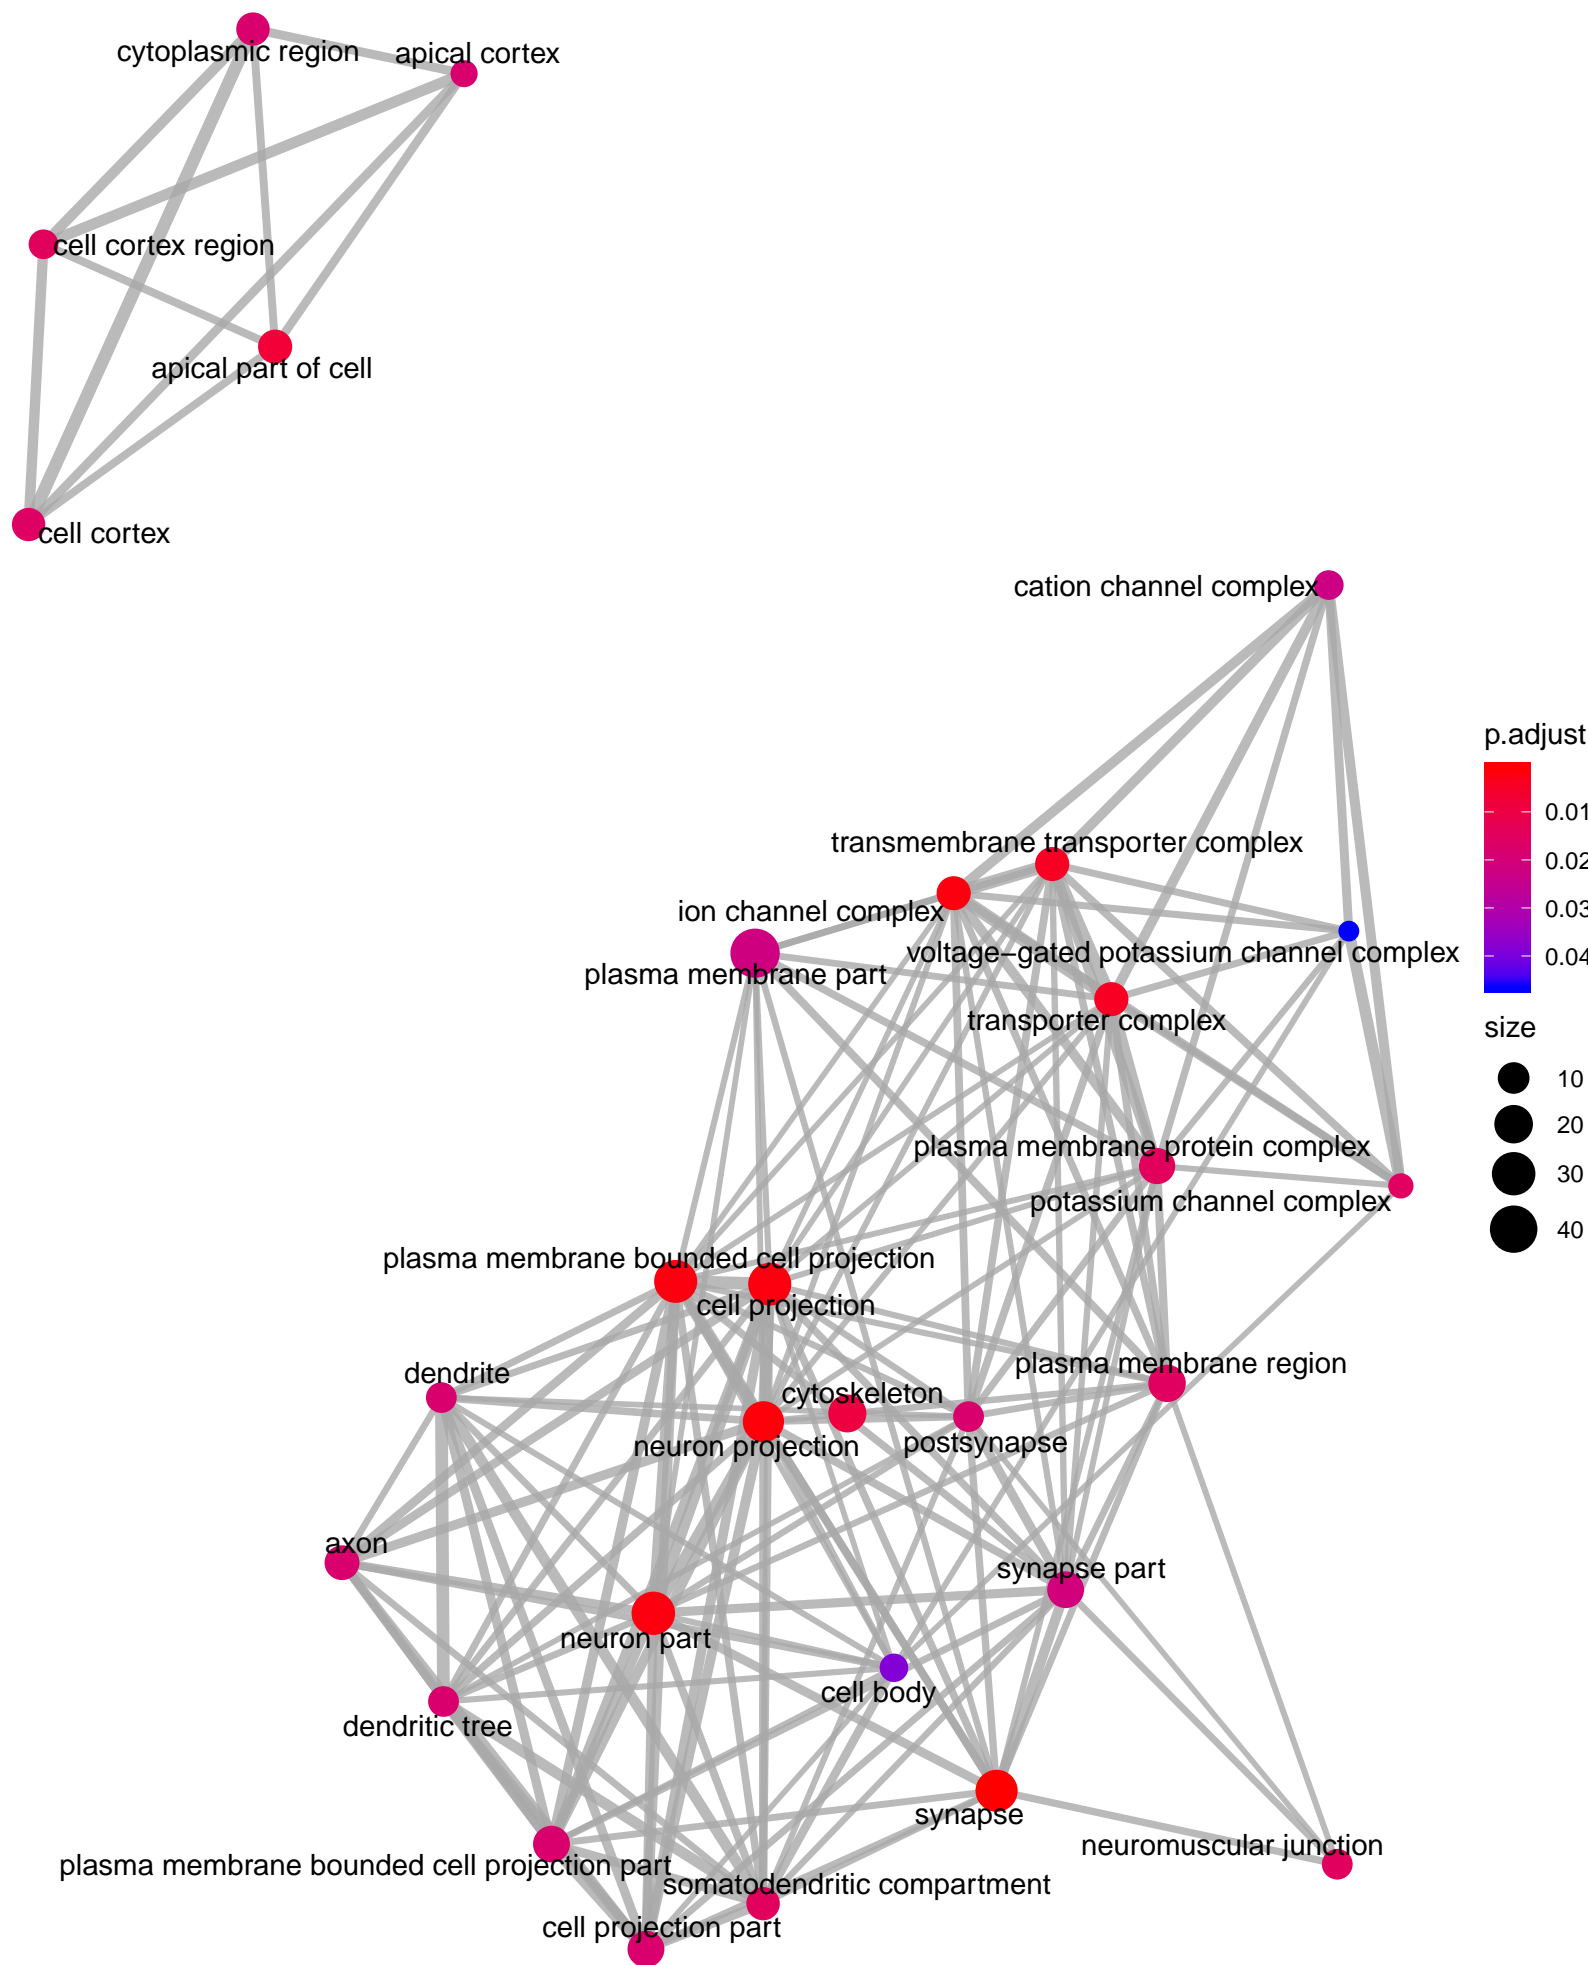 cytoplasmic region
apical cortex
cell cortex region
apical part of cell
cell cortex
cation channel complex
p.adjust
0.01
0.02
0.03
0.04
transmembrane transporter complex
ion channel complex
voltage−gated potassium channel complex
plasma membrane part
transporter complex
size
10
20
30
40
plasma membrane protein complex
potassium channel complex
plasma membrane bounded cell projection
cell projection
plasma membrane region
dendrite
cytoskeleton
neuron projection
postsynapse
axon
synapse part
neuron part
cell body
dendritic tree
synapse
neuromuscular junction
plasma membrane bounded cell projection part
somatodendritic compartment
cell projection part